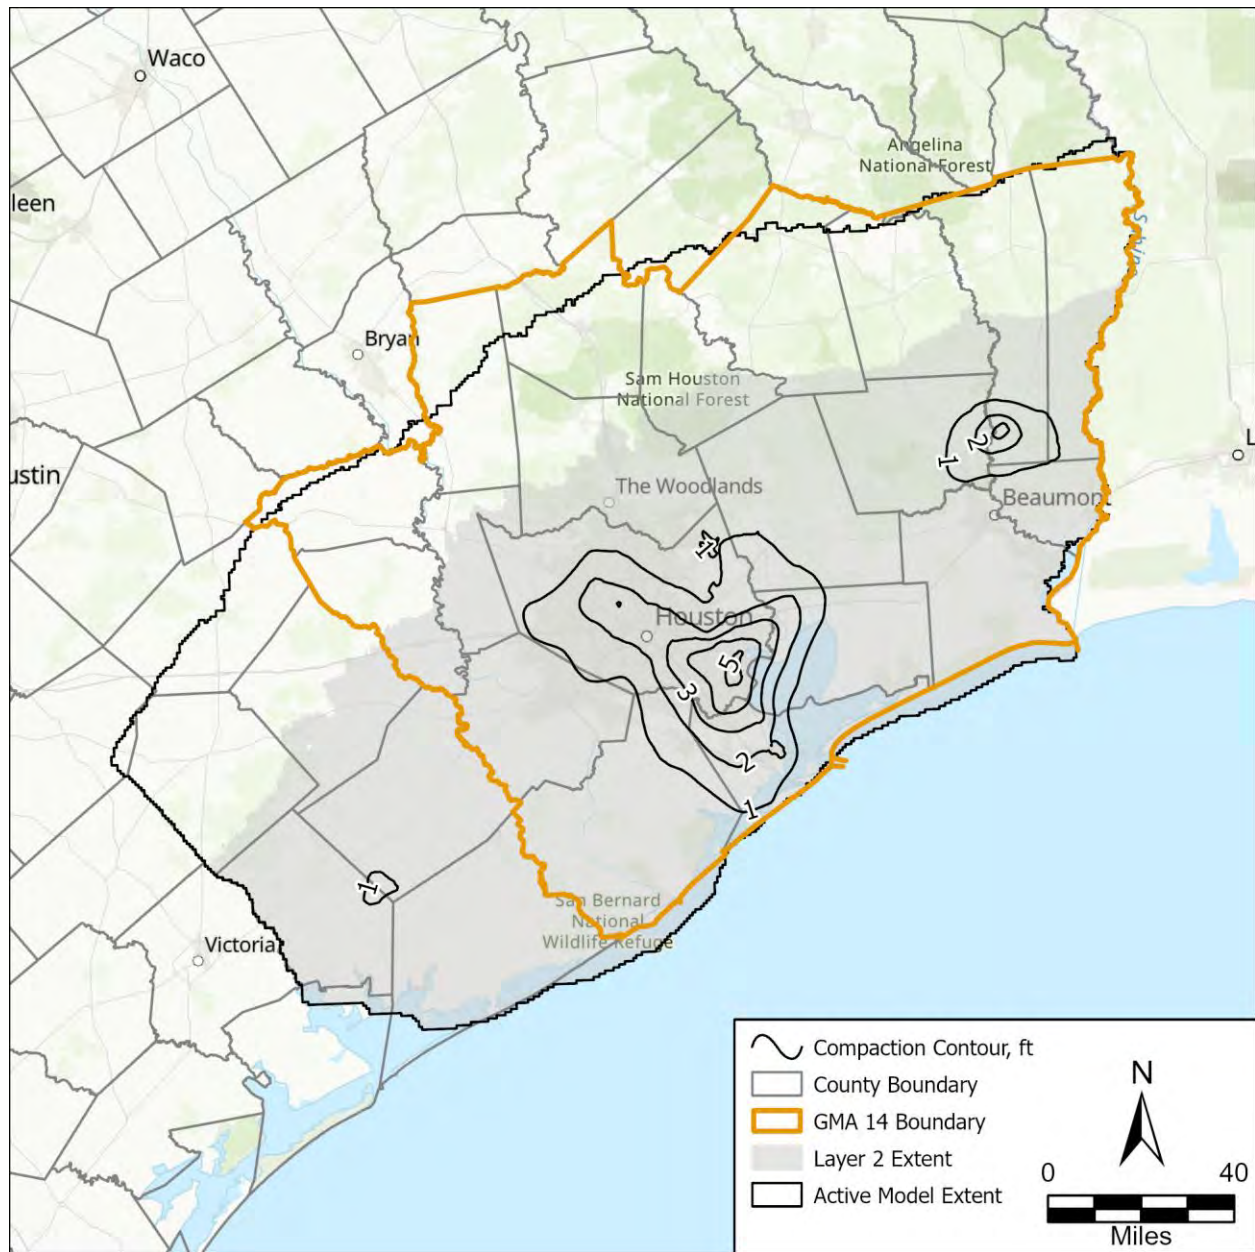 Waco
Angelina
National Forest
leen
Bryan
Sam Houston
National Forest
ustin
L
1
2
The Woodlands
Beaumont
1
Houston
5
3
2
1
1
San Bernard
National
Wildlife Refuge
Victoria
Compaction Contour, ft
County Boundary
GMA 14 Boundary
Layer 2 Extent
Active Model Extent
N
0 40
Miles